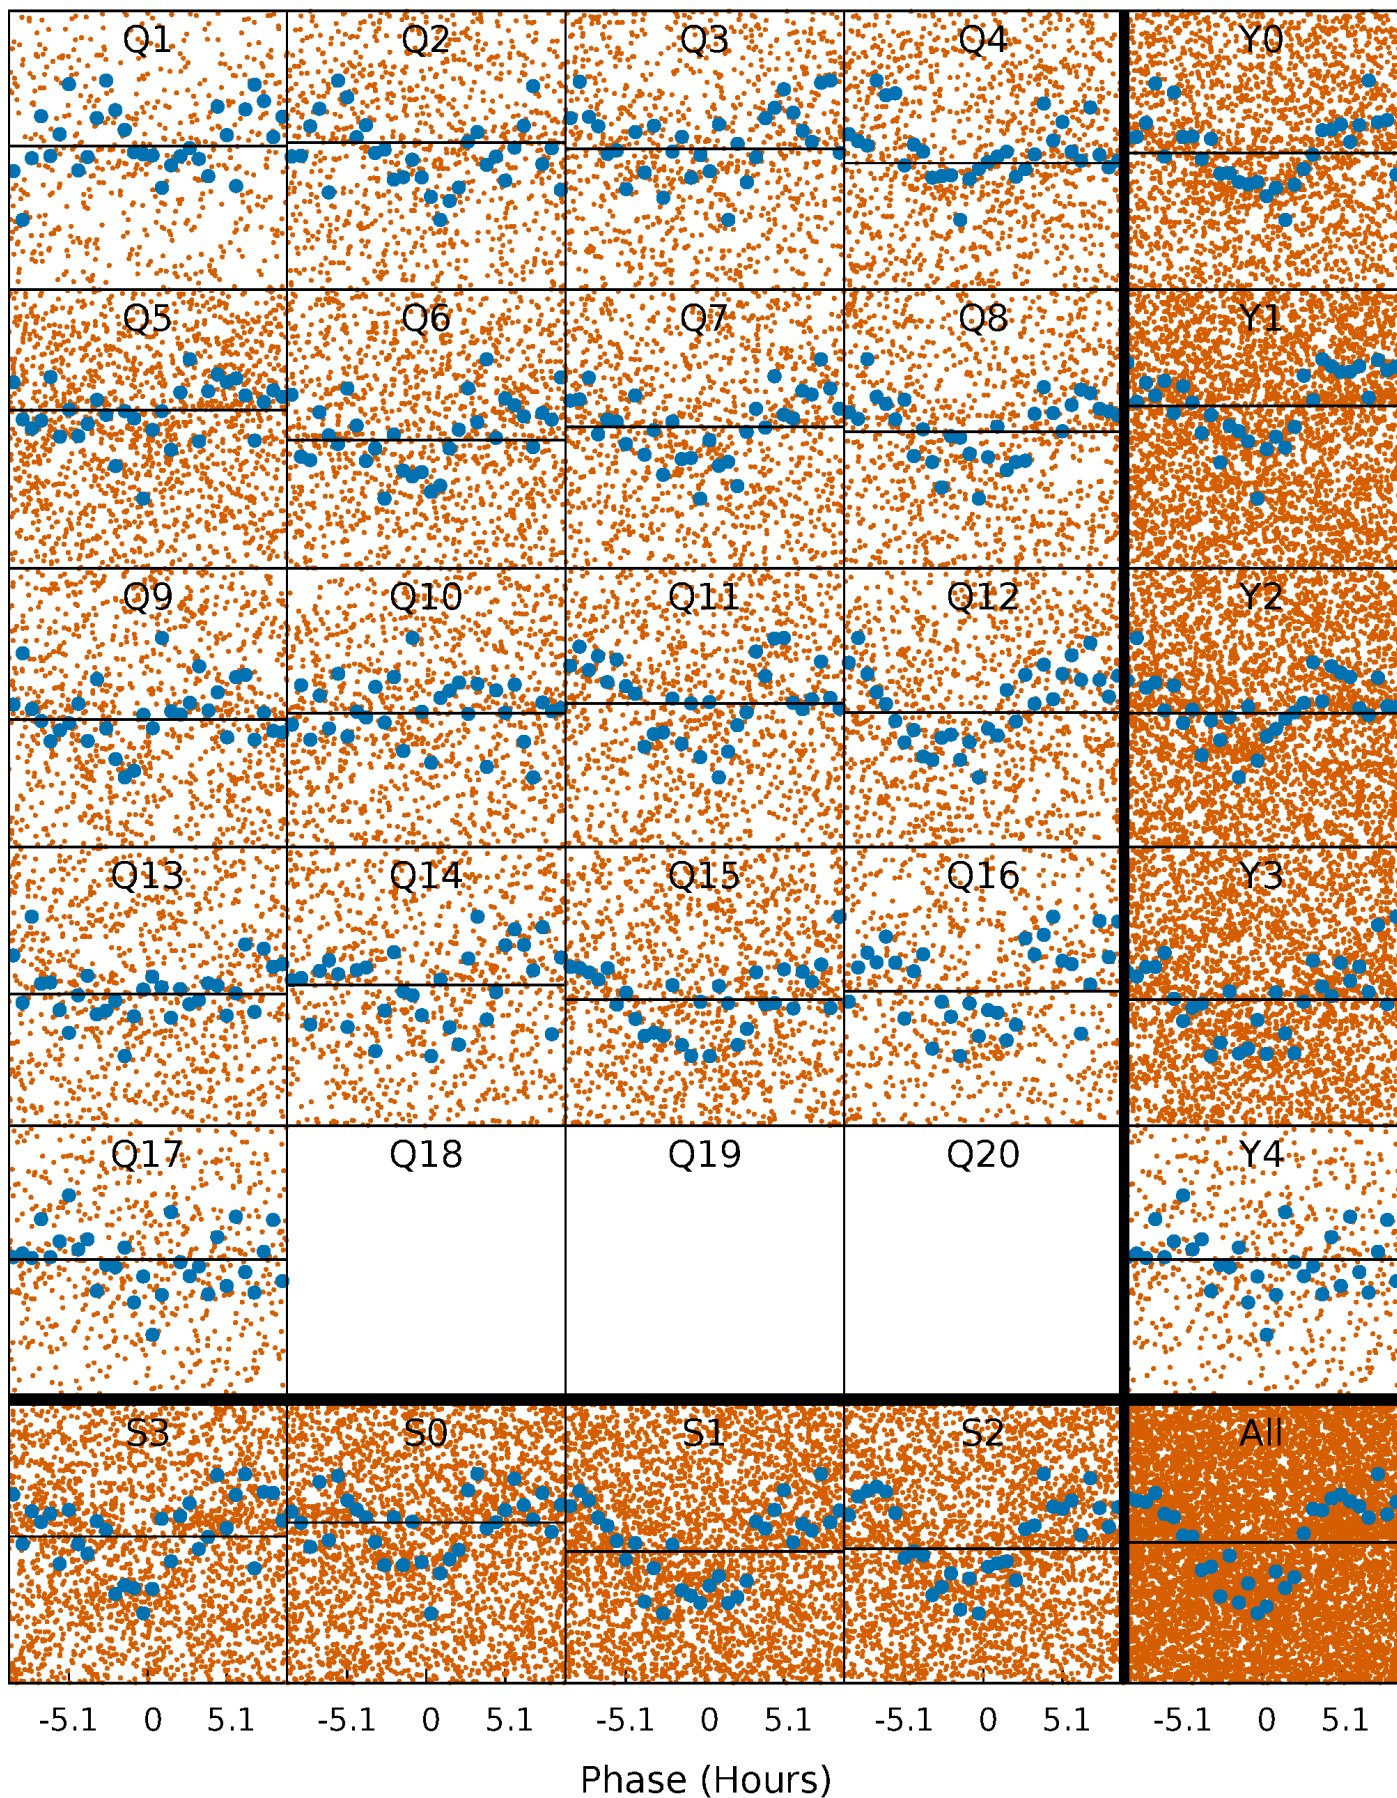 Q1 Q2 Q3 Q4 Y0
Q5 Q6 Q7 Q8 Y1
Q9 Q10 Q11 Q12 Y2
Q13 Q14 Q15 Q16 Y3
Q17 Q18 Q19 Q20 Y4
S3 S0 S1 S2 All
-5.1 0 5.1 -5.1 0 5.1 -5.1 0 5.1 -5.1 0 5.1 -5.1 0 5.1
Phase (Hours)